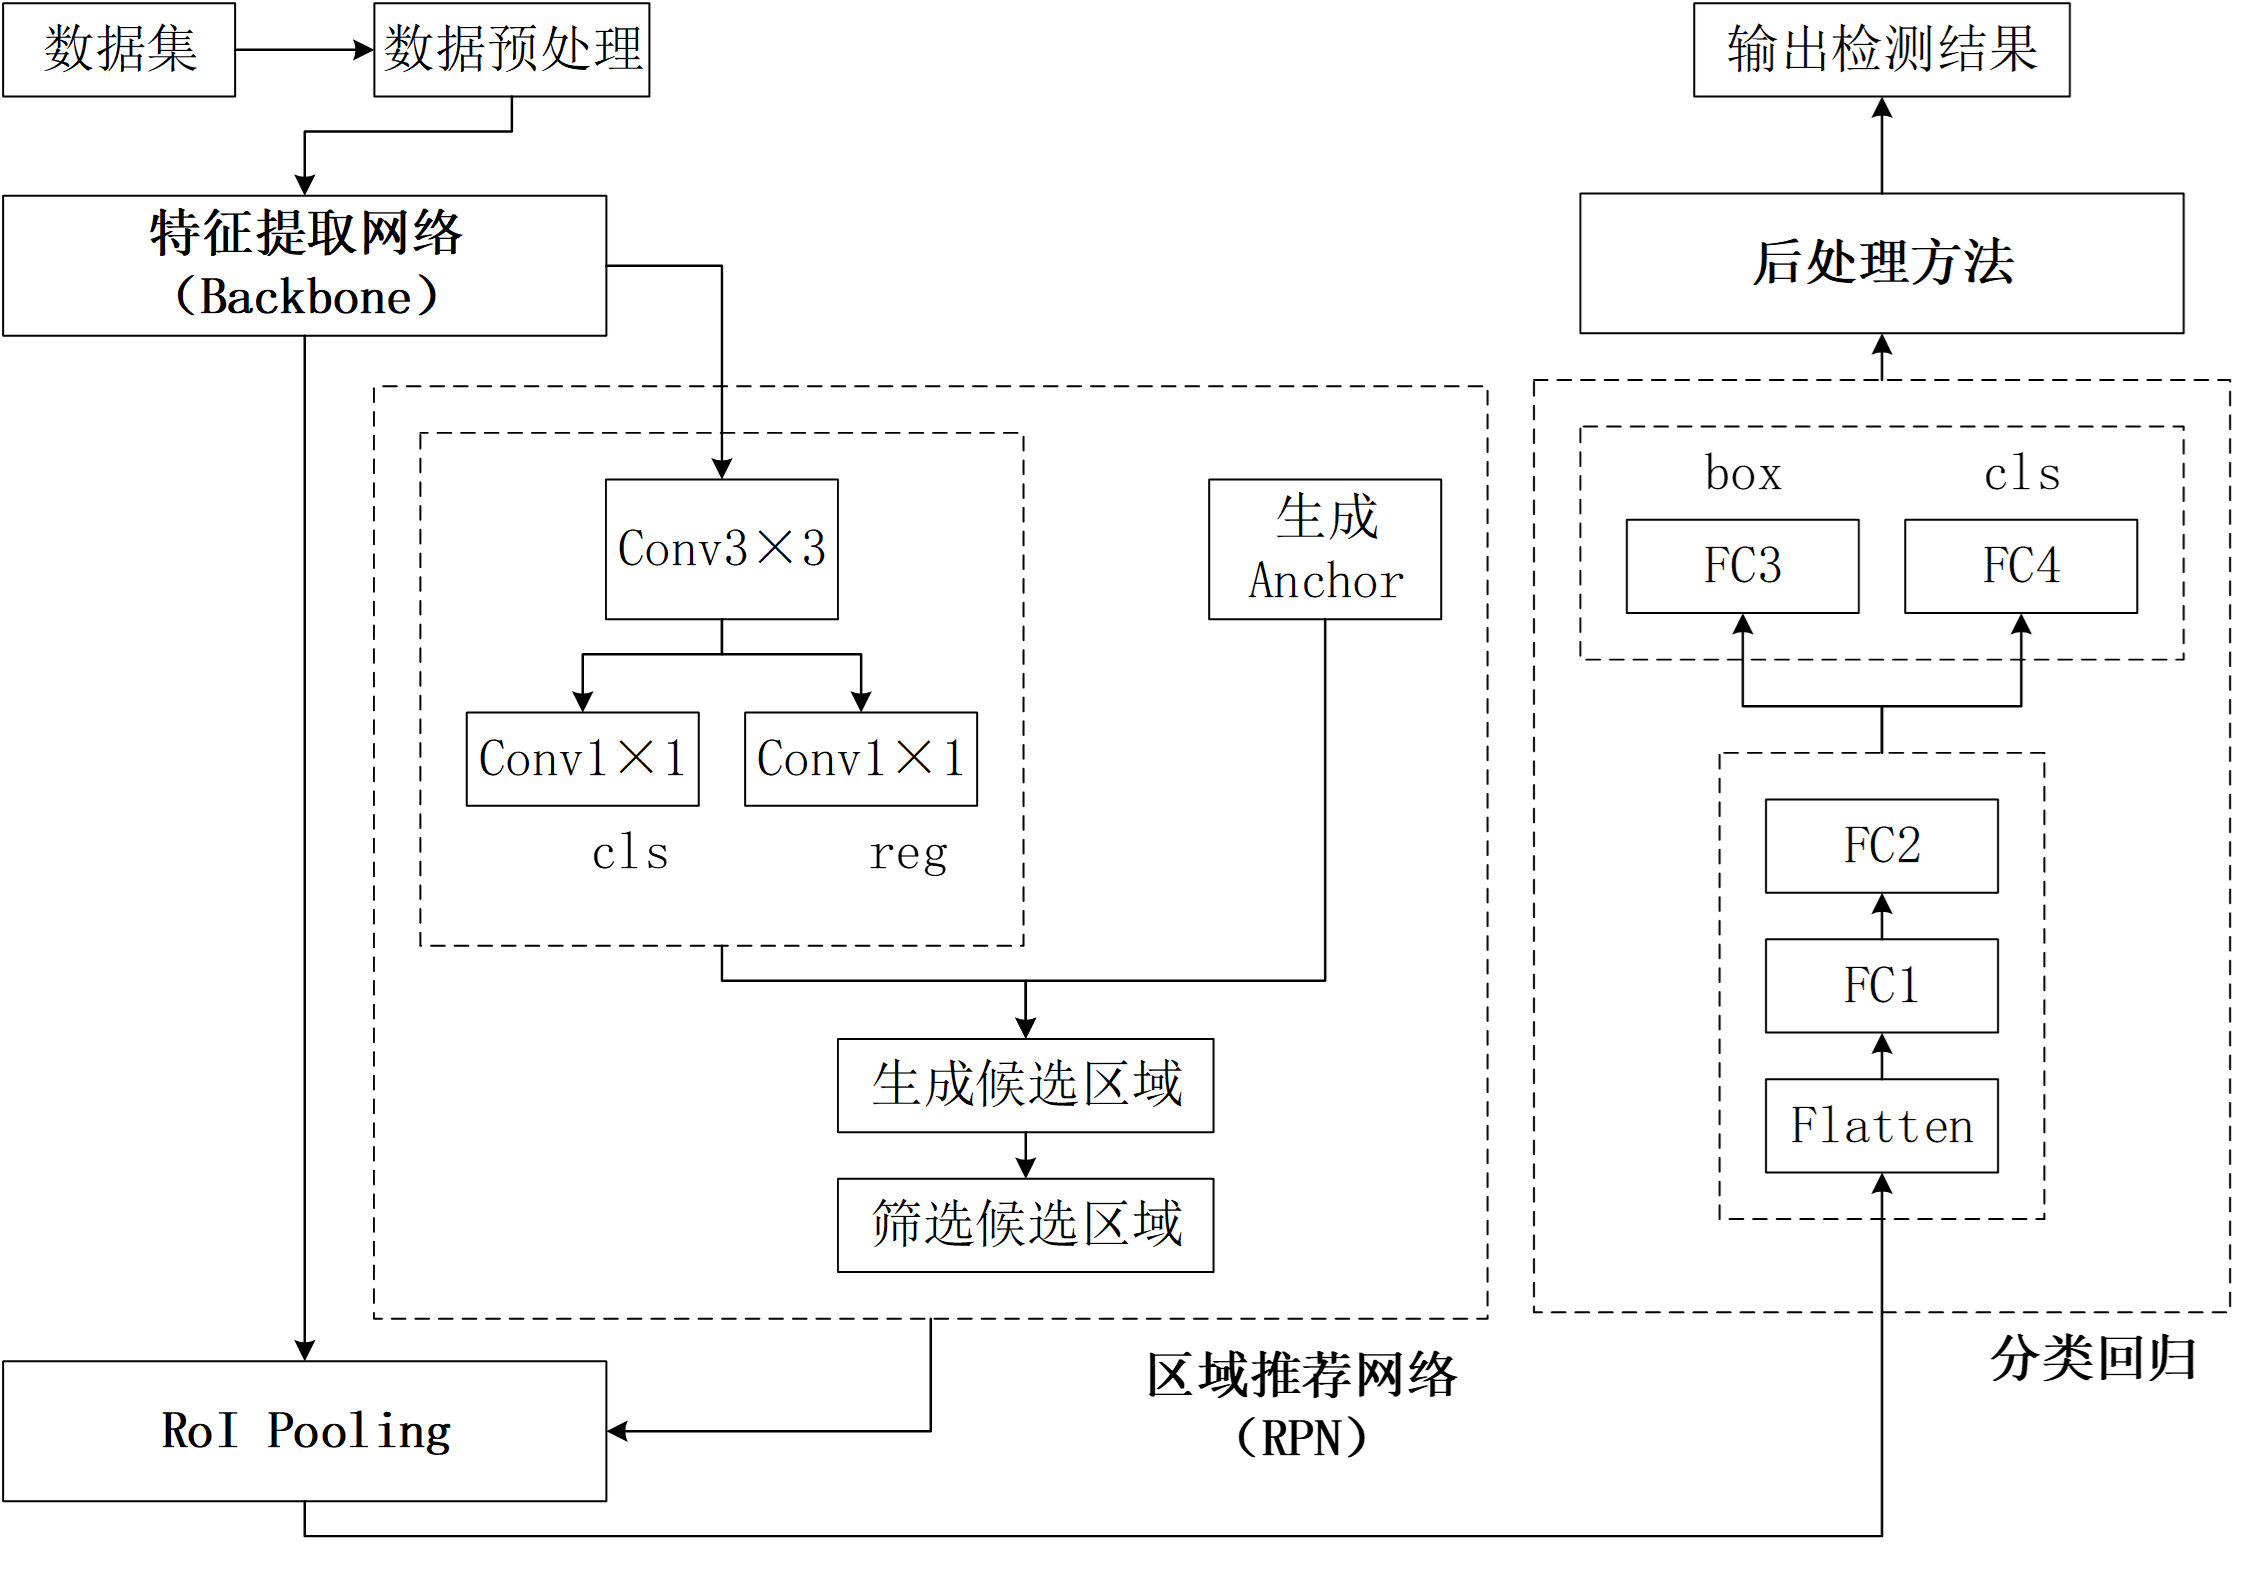 数据集
数据预处理
特征提取网络
（Backbone）
Conv3×3
Conv1×1
Conv1×1
cls
reg
生成
Anchor
生成候选区域
筛选候选区域
区域推荐网络
（RPN）
RoI Pooling
输出检测结果
后处理方法
box
cls
FC3
FC4
FC2
FC1
Flatten
分类回归